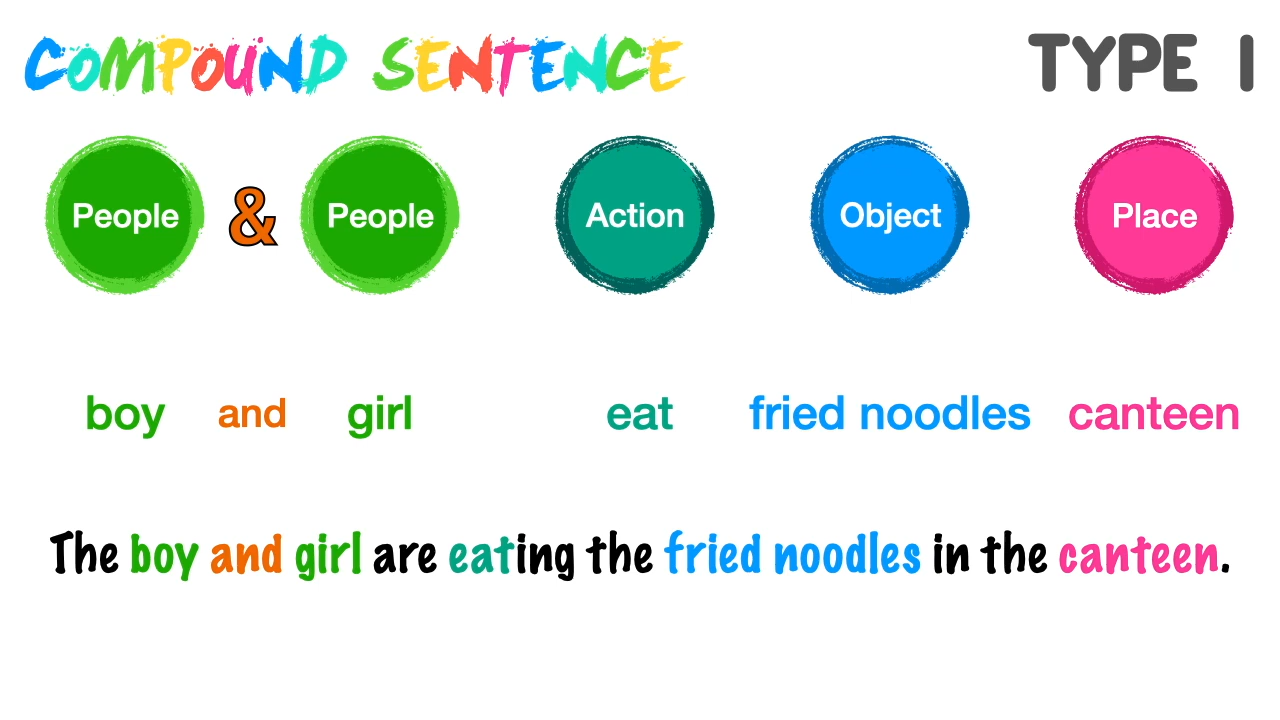 COMPOUND SENTENCE TYPE 1
People & People Action Object Place
boy and girl eat fried noodles canteen
The boy and girl are eating the fried noodles in the canteen.